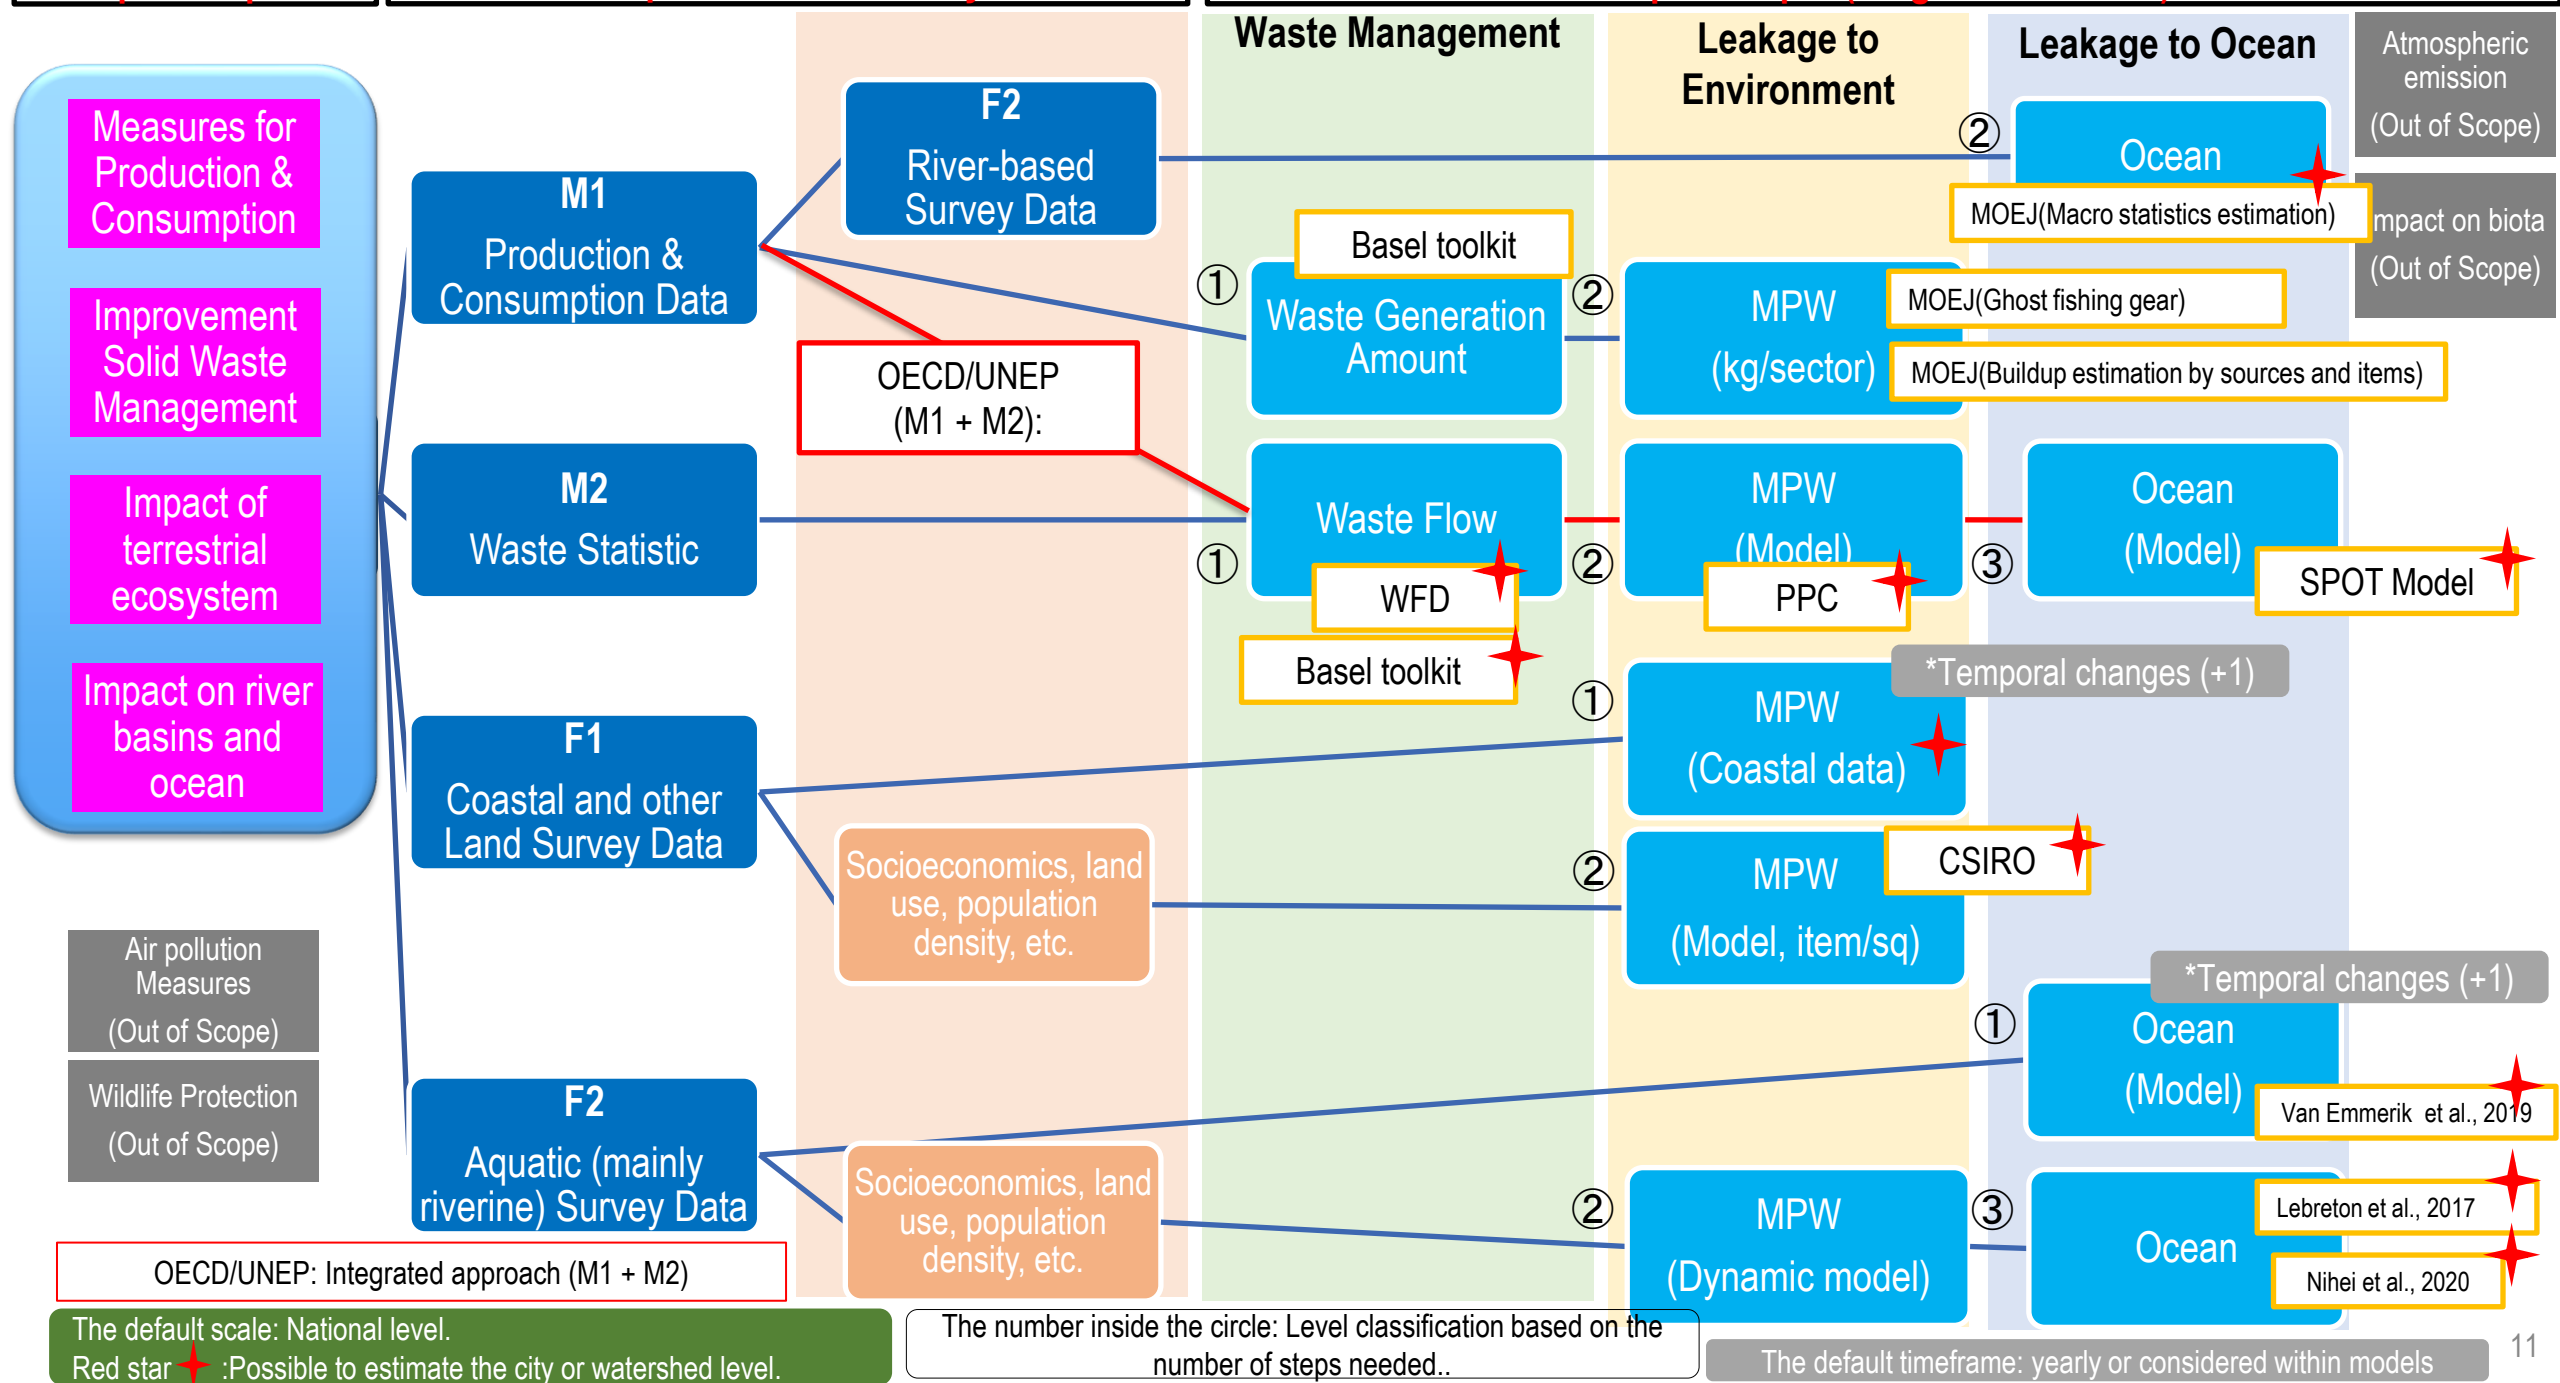 Waste Management
Leakage to
Environment
Leakage to Ocean
Atmospheric
emission
(Out of Scope)
mpact on biota
(Out of Scope)
Measures for
Production &
Consumption
Improvement
Solid Waste
Management
Impact of
terrestrial
ecosystem
Impact on river
basins and
ocean
Air pollution
Measures
(Out of Scope)
Wildlife Protection
(Out of Scope)
M1
Production &
Consumption Data
M2
Waste Statistic
F1
Coastal and other
Land Survey Data
F2
Aquatic (mainly
riverine) Survey Data
F2
River-based
Survey Data
OECD/UNEP
(M1 + M2):
Socioeconomics, land
use, population
density, etc.
Socioeconomics, land
use, population
density, etc.
①
Basel toolkit
Waste Generation
Amount
①
Waste Flow
WFD
Basel toolkit
②
MPW
(kg/sector)
MOEJ(Ghost fishing gear)
MOEJ(Buildup estimation by sources and items)
②
MPW
(Model)
PPC
①
MPW
(Coastal data)
*Temporal changes (+1)
②
MPW
(Model, item/sq)
CSIRO
②
MPW
(Dynamic model)
②
Ocean
MOEJ(Macro statistics estimation)
③
Ocean
(Model)
SPOT Model
*Temporal changes (+1)
①
Ocean
(Model)
Van Emmerik et al., 2019
③
Ocean
Lebreton et al., 2017
Nihei et al., 2020
OECD/UNEP: Integrated approach (M1 + M2)
The default scale: National level.
Red star :Possible to estimate the city or watershed level.
The number inside the circle: Level classification based on the
number of steps needed..
The default timeframe: yearly or considered within models
11